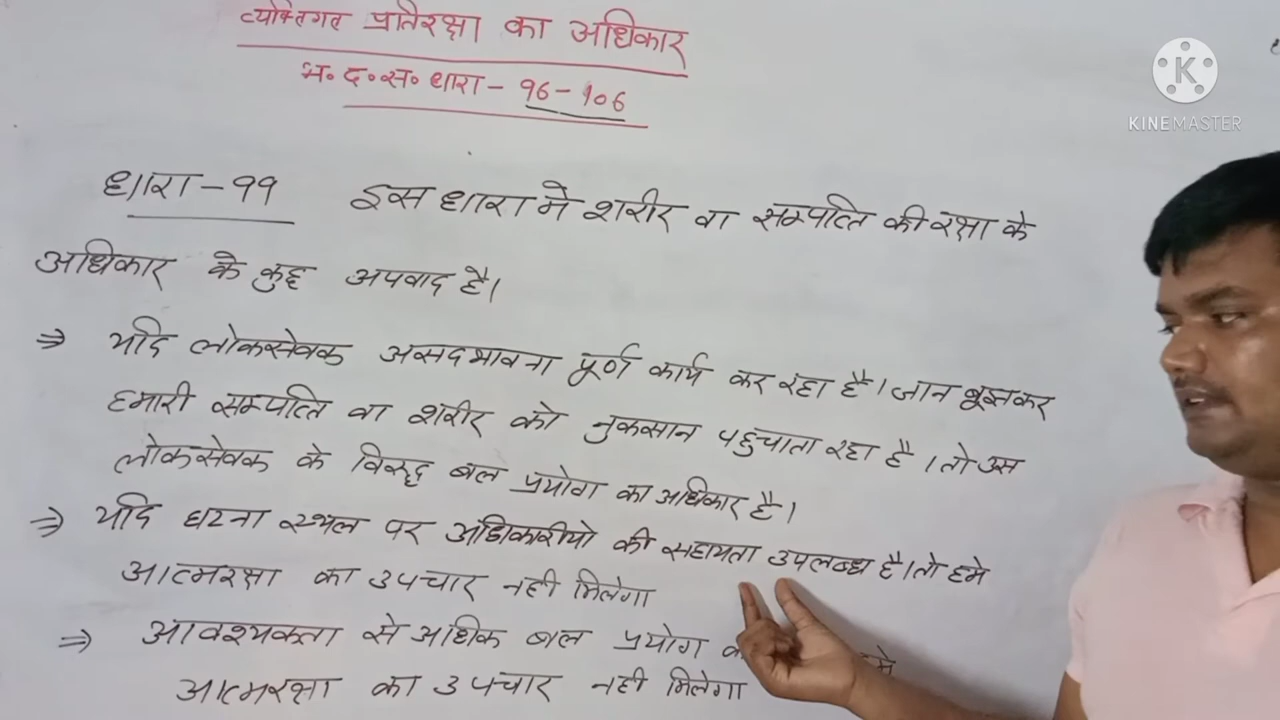 व्यक्तिगत प्रतिरक्षा का अधिकार
भ॰ द॰ स॰ धारा - 96 - 106
KINEMASTER
धारा - 99 इस धारा मे शरीर वा सम्पत्ति की रक्षा के
अधिकार के कुछ अपवाद है।
⇒ यदि लोकसेवक असदभावना पूर्ण कार्य कर रहा है। जान बूझकर
हमारी सम्पत्ति वा शरीर को नुकसान पहुंचाता रहा है। तो उस
लोकसेवक के विरुद्ध बल प्रयोग का अधिकार है।
⇒ यदि घटना स्थल पर अधिकारीयो की सहायता उपलब्ध है। तो हमे
आत्मरक्षा का उपचार नही मिलेगा
⇒ आवश्यकता से अधिक बल प्रयोग
आत्मरक्षा का उपचार नही मिलेगा